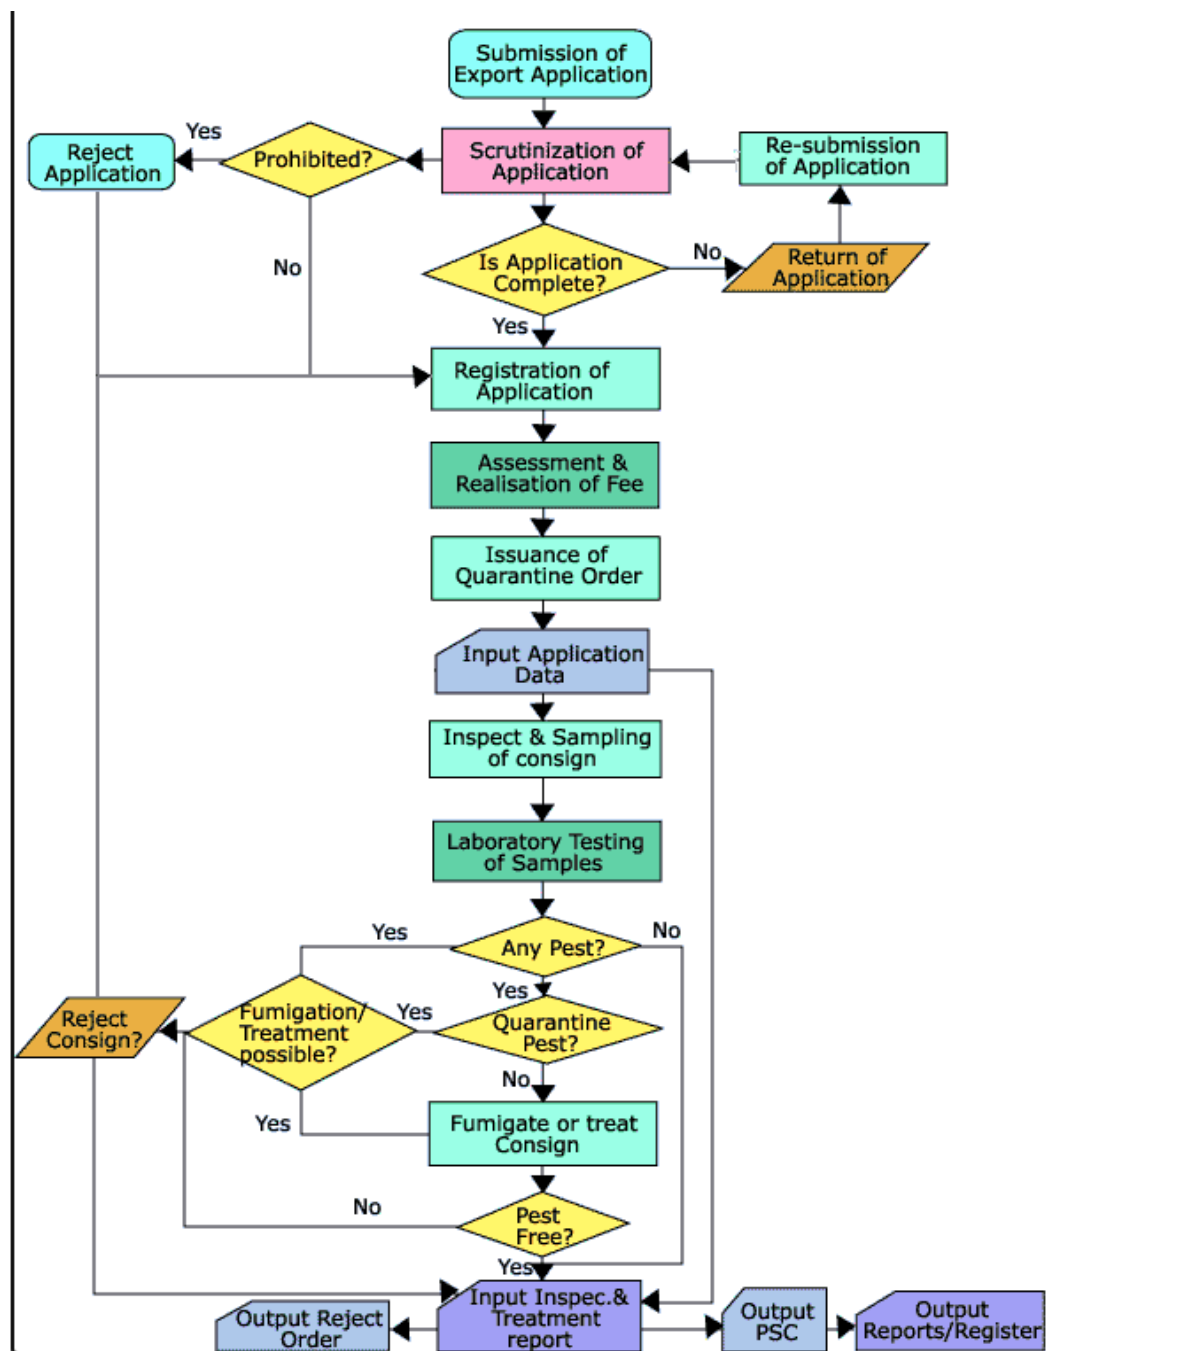 Submission of
Export Application
Yes
Reject
Application
Prohibited?
Scrutinization of
Application
Re-submission
of Application
No
Is Application
Complete?
No
Return of
Application
Yes
Registration of
Application
Assessment &
Realisation of Fee
Issuance of
Quarantine Order
Input Application
Data
Inspect & Sampling
of consign
Laboratory Testing
of Samples
Yes
Any Pest?
No
Yes
Reject
Consign?
Fumigation/
Treatment
possible?
Yes
Quarantine
Pest?
No
Yes
Fumigate or treat
Consign
No
Pest
Free?
Yes
Output Reject
Order
Input Inspec.&
Treatment
report
Output
PSC
Output
Reports/Register